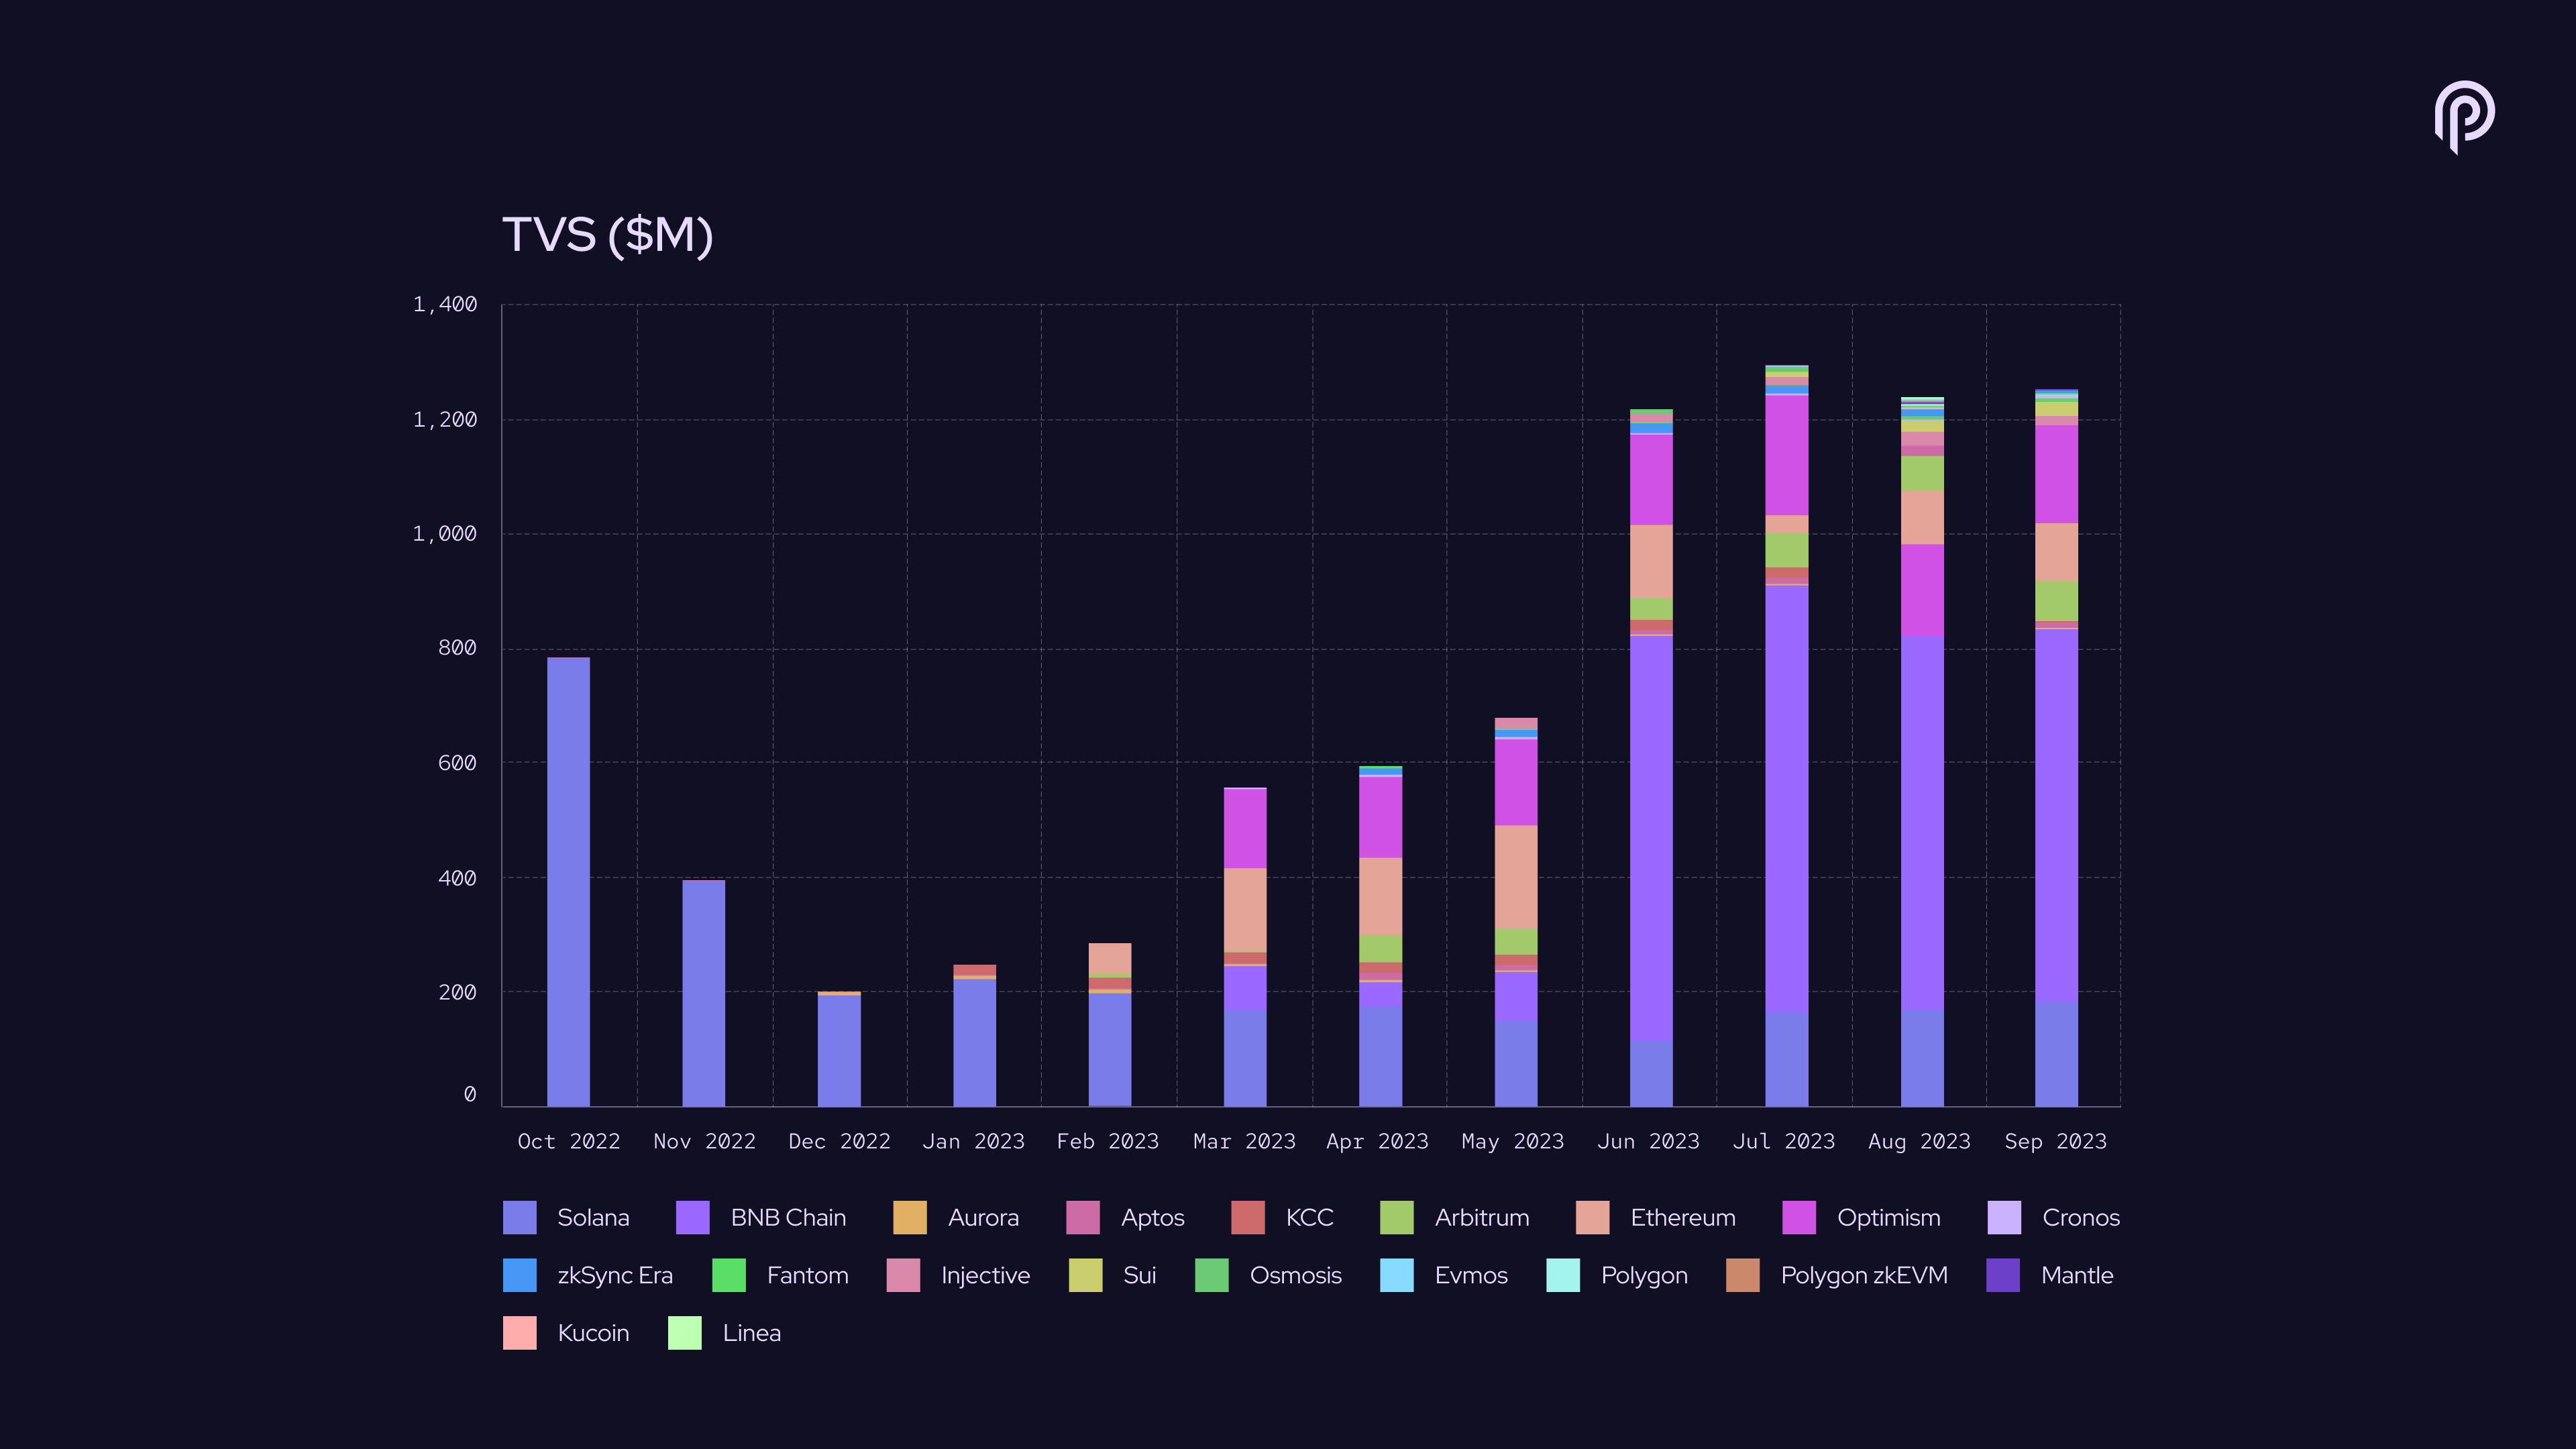 TVS ($M)
1,400
1,200
1,000
800
600
400
200
0
Oct 2022 Nov 2022 Dec 2022 Jan 2023 Feb 2023 Mar 2023 Apr 2023 May 2023 Jun 2023 Jul 2023 Aug 2023 Sep 2023
Solana BNB Chain Aurora Aptos KCC Arbitrum Ethereum Optimism Cronos
zkSync Era Fantom Injective Sui Osmosis Evmos Polygon Polygon zkEVM Mantle
Kucoin Linea